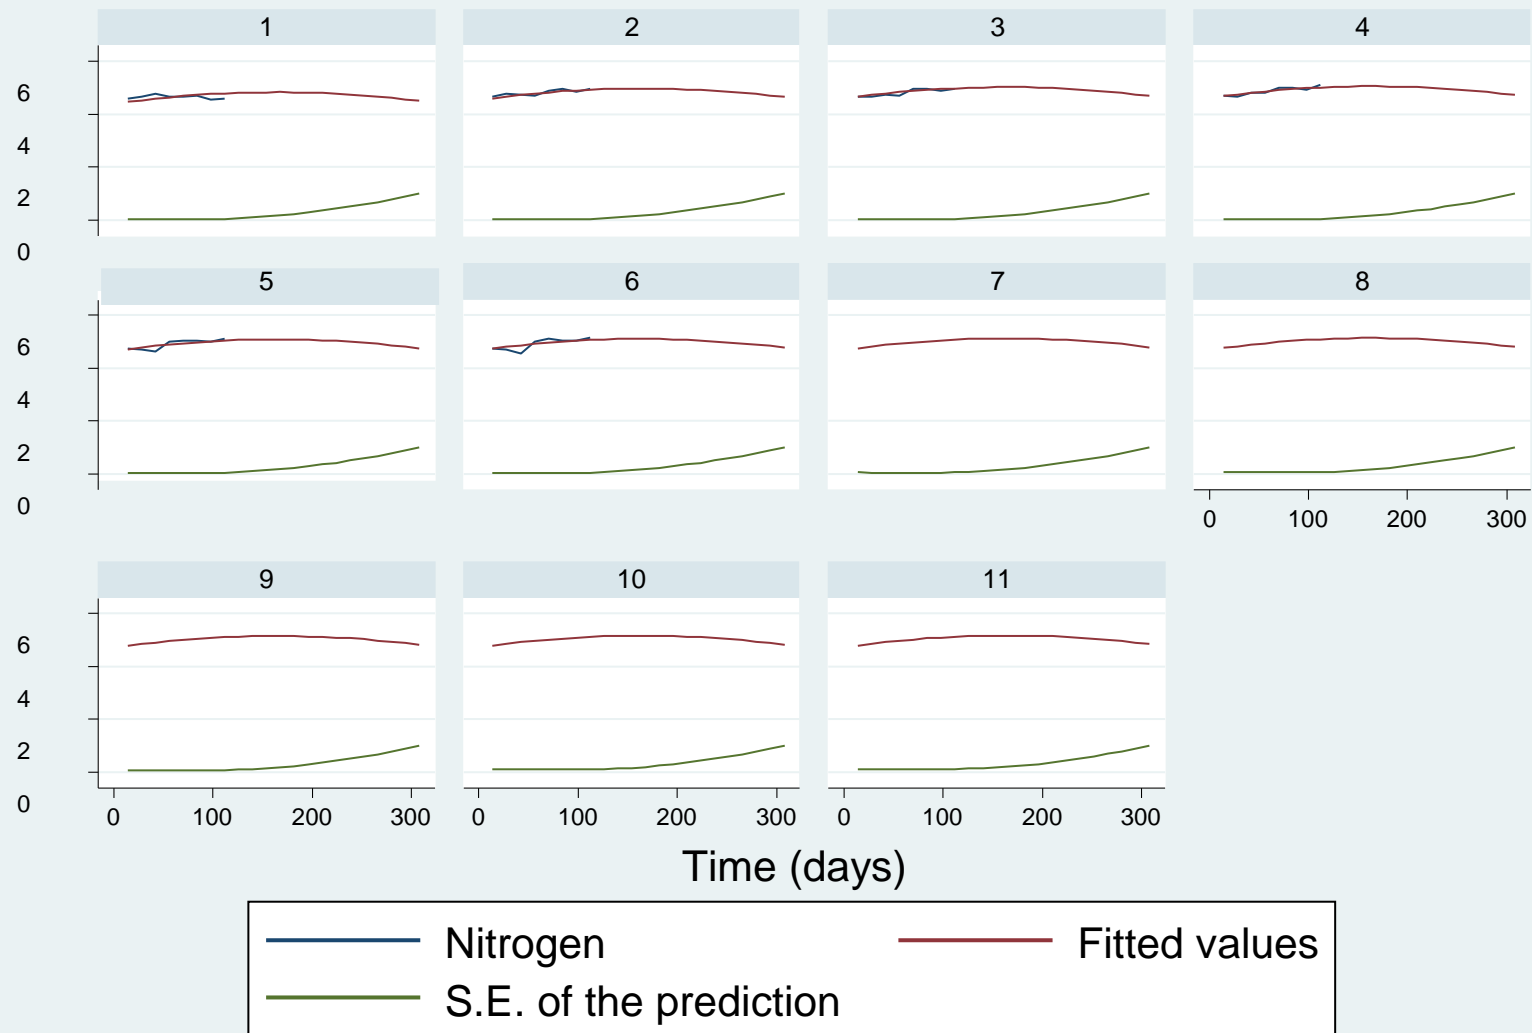 1 2 3 4
6
4
2
0
5 6 7 8
6
4
2
0
0 100 200 300
9 10 11
6
4
2
0
0 100 200 300 0 100 200 300 0 100 200 300
Time (days)
Nitrogen Fitted values
S.E. of the prediction